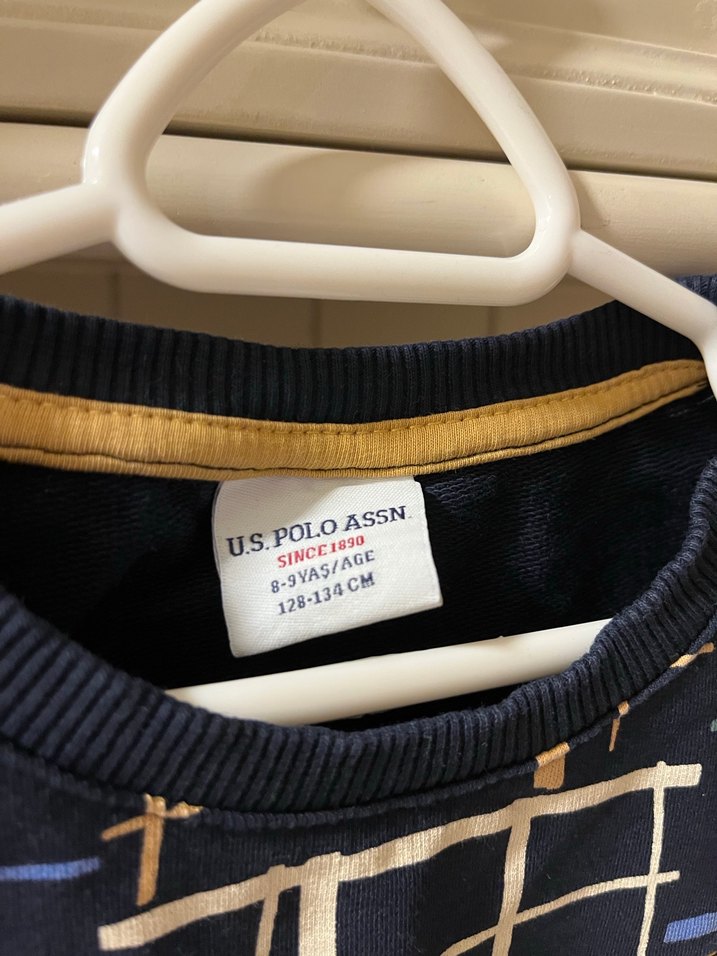 U.S. POLO ASSN.
SINCE 1890
8-9 YAŞ/AGE
128-134 CM